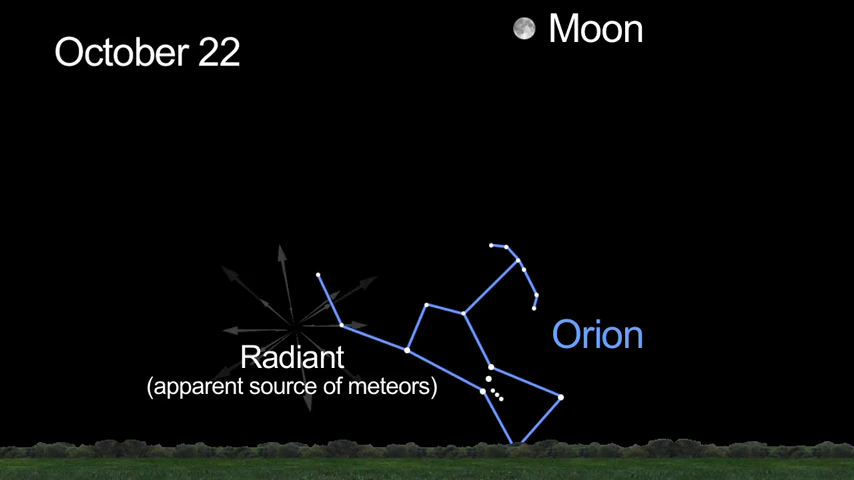 October 22
Moon
Orion
Radiant
(apparent source of meteors)